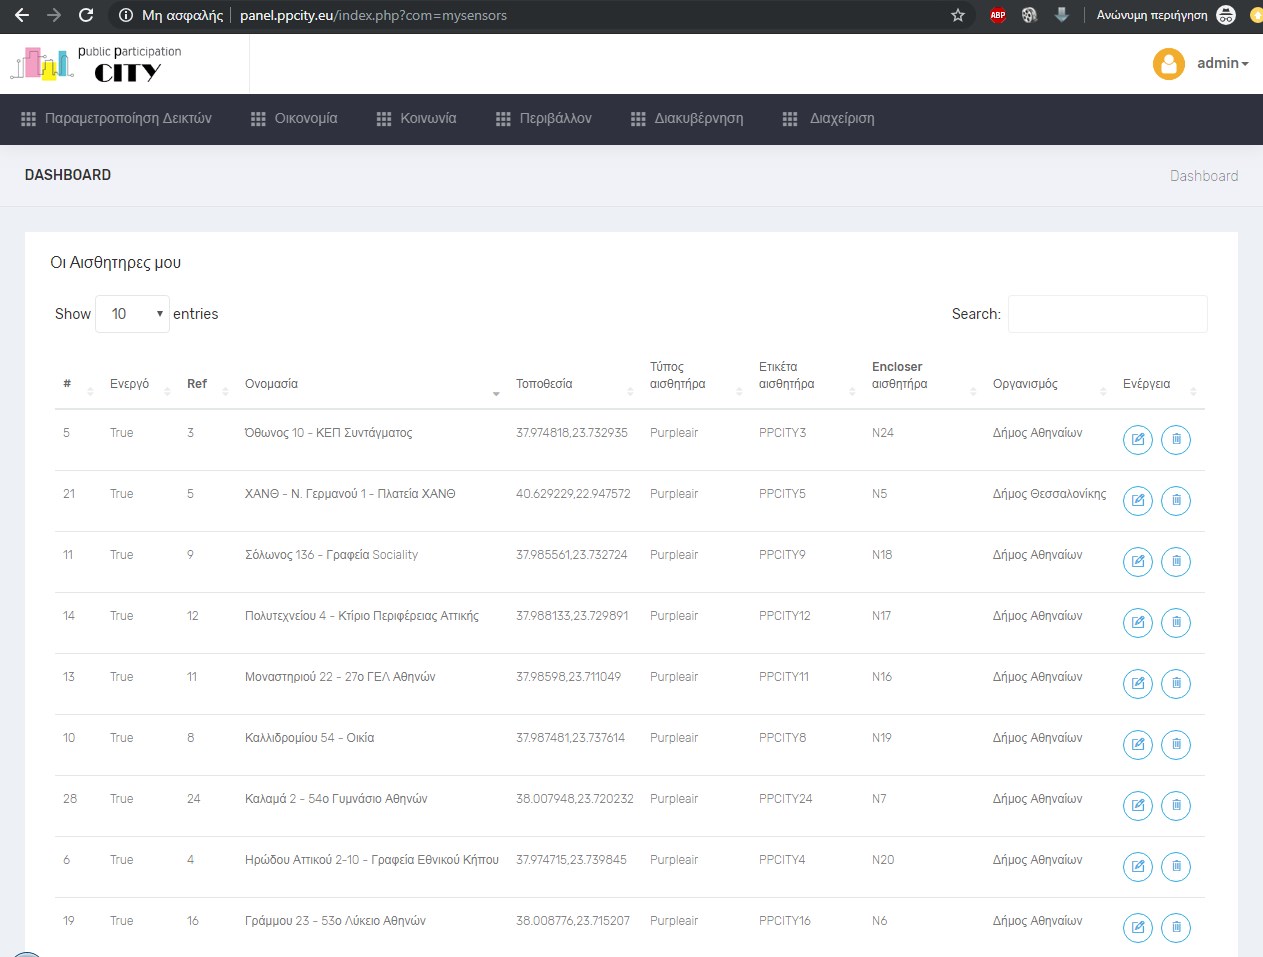 Μη ασφαλής panel.ppcity.eu/index.php?com=mysensors ABP Ανώνυμη περιήγηση
public participation
CITY
admin
Παραμετροποίηση Δεικτών Οικονομία Κοινωνία Περιβάλλον Διακυβέρνηση Διαχείριση
DASHBOARD Dashboard
Οι Αισθητηρες μου
Show 10 entries Search:
# Ενεργό Ref Ονομασία Τοποθεσία Τύπος αισθητήρα Ετικέτα αισθητήρα Encloser αισθητήρα Οργανισμός Ενέργεια
5 True 3 Όθωνος 10 - ΚΕΠ Συντάγματος 37.974818,23.732935 Purpleair PPCITY3 N24 Δήμος Αθηναίων
21 True 5 ΧΑΝΘ - Ν. Γερμανού 1 - Πλατεία ΧΑΝΘ 40.629229,22.947572 Purpleair PPCITY5 N5 Δήμος Θεσσαλονίκης
11 True 9 Σόλωνος 136 - Γραφεία Sociality 37.985561,23.732724 Purpleair PPCITY9 N18 Δήμος Αθηναίων
14 True 12 Πολυτεχνείου 4 - Κτίριο Περιφέρειας Αττικής 37.988133,23.729891 Purpleair PPCITY12 N17 Δήμος Αθηναίων
13 True 11 Μοναστηριού 22 - 27ο ΓΕΛ Αθηνών 37.98598,23.711049 Purpleair PPCITY11 N16 Δήμος Αθηναίων
10 True 8 Καλλιδρομίου 54 - Οικία 37.987481,23.737614 Purpleair PPCITY8 N19 Δήμος Αθηναίων
28 True 24 Καλαμά 2 - 54ο Γυμνάσιο Αθηνών 38.007948,23.720232 Purpleair PPCITY24 N7 Δήμος Αθηναίων
6 True 4 Ηρώδου Αττικού 2-10 - Γραφεία Εθνικού Κήπου 37.974715,23.739845 Purpleair PPCITY4 N20 Δήμος Αθηναίων
19 True 16 Γράμμου 23 - 53ο Λύκειο Αθηνών 38.008776,23.715207 Purpleair PPCITY16 N6 Δήμος Αθηναίων